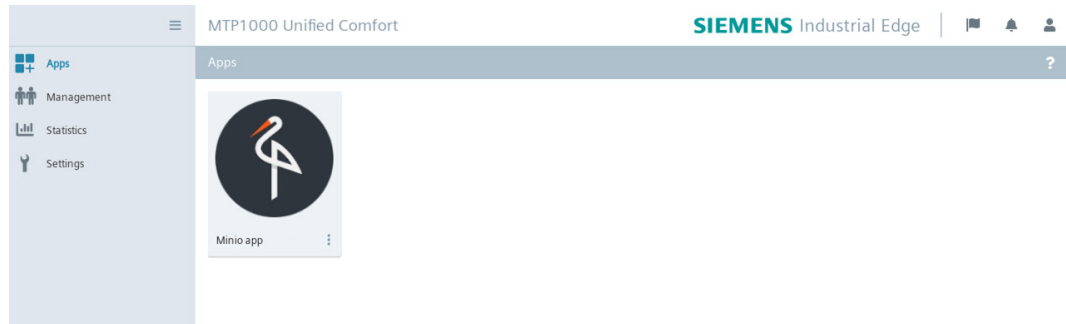 MTP1000 Unified Comfort
SIEMENS Industrial Edge
Apps
Apps
?
Management
Statistics
Settings
Minio app